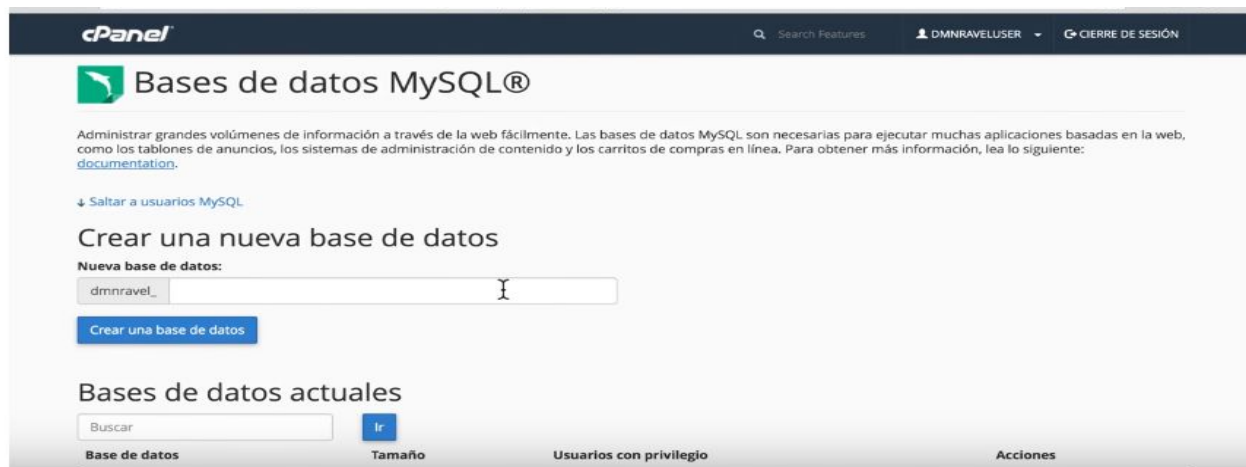 cPanel
Search Features
DMNRAVELUSER
CIERRE DE SESIÓN
Bases de datos MySQL®
Administrar grandes volúmenes de información a través de la web fácilmente. Las bases de datos MySQL son necesarias para ejecutar muchas aplicaciones basadas en la web,
como los tablones de anuncios, los sistemas de administración de contenido y los carritos de compras en línea. Para obtener más información, lea lo siguiente:
documentation.
Saltar a usuarios MySQL
Crear una nueva base de datos
Nueva base de datos:
dmnravel_
Crear una base de datos
Bases de datos actuales
Buscar
Ir
Base de datos Tamaño Usuarios con privilegio Acciones